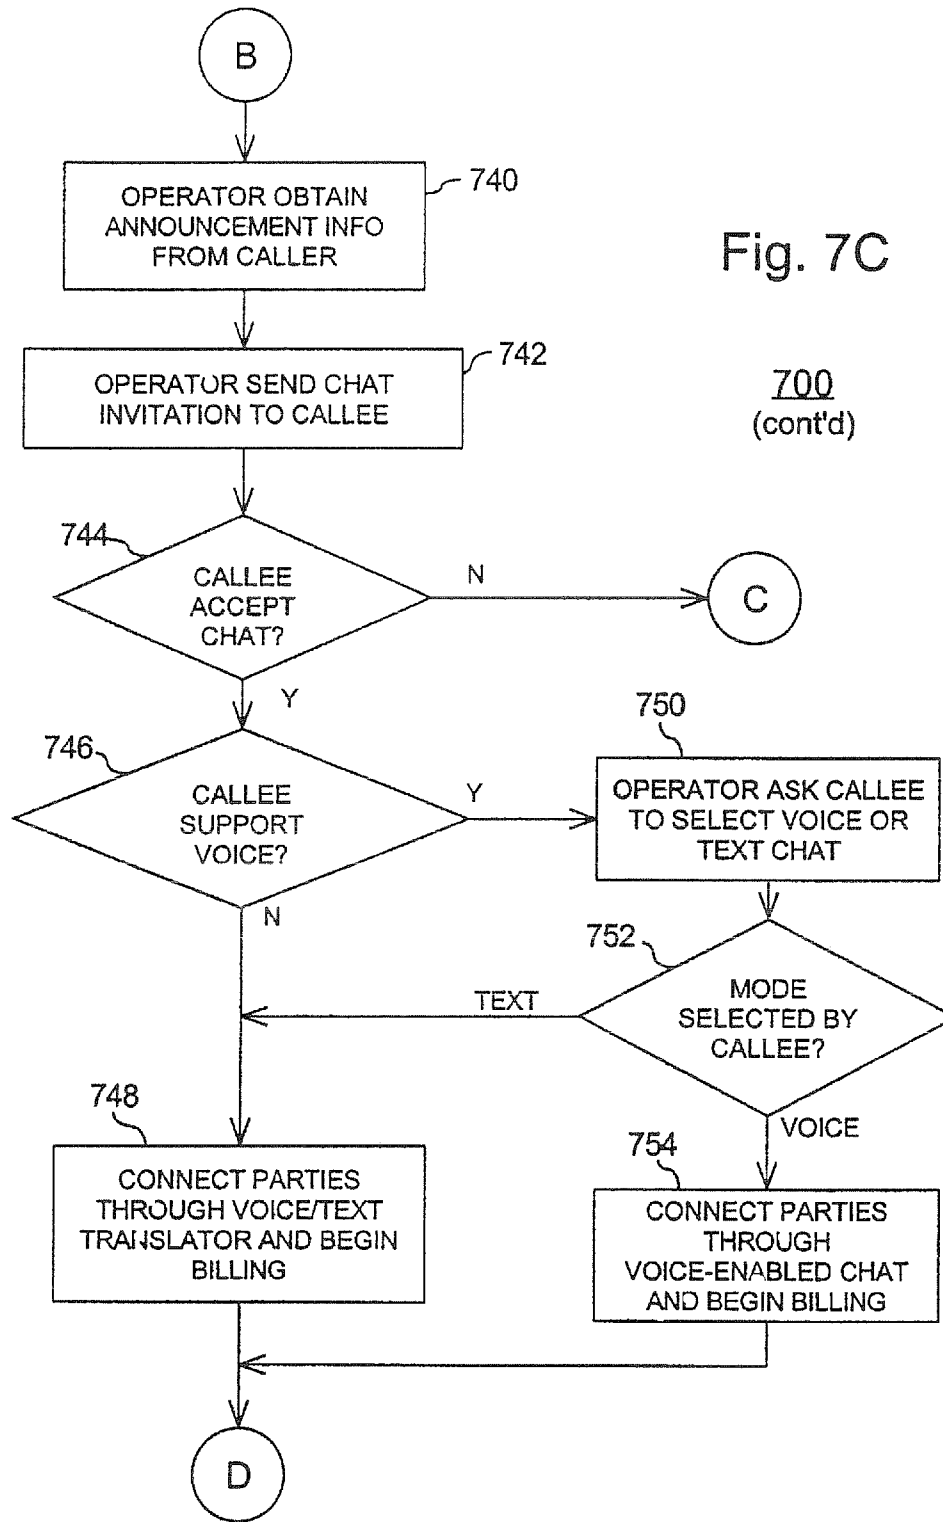 B
OPERATOR OBTAIN
ANNOUNCEMENT INFO
FROM CALLER
740
Fig. 7C
OPERATOR SEND CHAT
INVITATION TO CALLEE
742
700
(cont'd)
744
CALLEE
ACCEPT
CHAT?
N
C
Y
746
CALLEE
SUPPORT
VOICE?
Y
N
750
OPERATOR ASK CALLEE
TO SELECT VOICE OR
TEXT CHAT
752
MODE
SELECTED BY
CALLEE?
TEXT
VOICE
748
CONNECT PARTIES
THROUGH VOICE/TEXT
TRANSLATOR AND BEGIN
BILLING
754
CONNECT PARTIES
THROUGH
VOICE-ENABLED CHAT
AND BEGIN BILLING
D